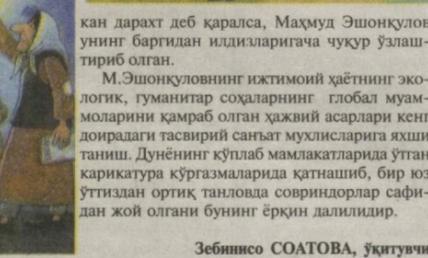 кан дарахт деб қаралса, Маҳмуд Эшонқулов
унинг баргидан илдизларигача чуқур ўзлаш-
тириб олган.
М.Эшонқуловнинг ижтимоий ҳаётнинг эко-
логик, гуманитар соҳаларнинг глобал муам-
моларини қамраб олган ҳажвий асарлари кенг
доирадаги тасвирий санъат мухлисларига яхши
таниш. Дунёнинг кўплаб мамлакатларида ўтган
карикатура кўргазмаларида қатнашиб, бир юз
ўттиздан ортиқ танловда совриндорлар сафи-
дан жой олгани бунинг ёрқин далилидир.
Зебинисо СОАТОВА, ўқитувчи